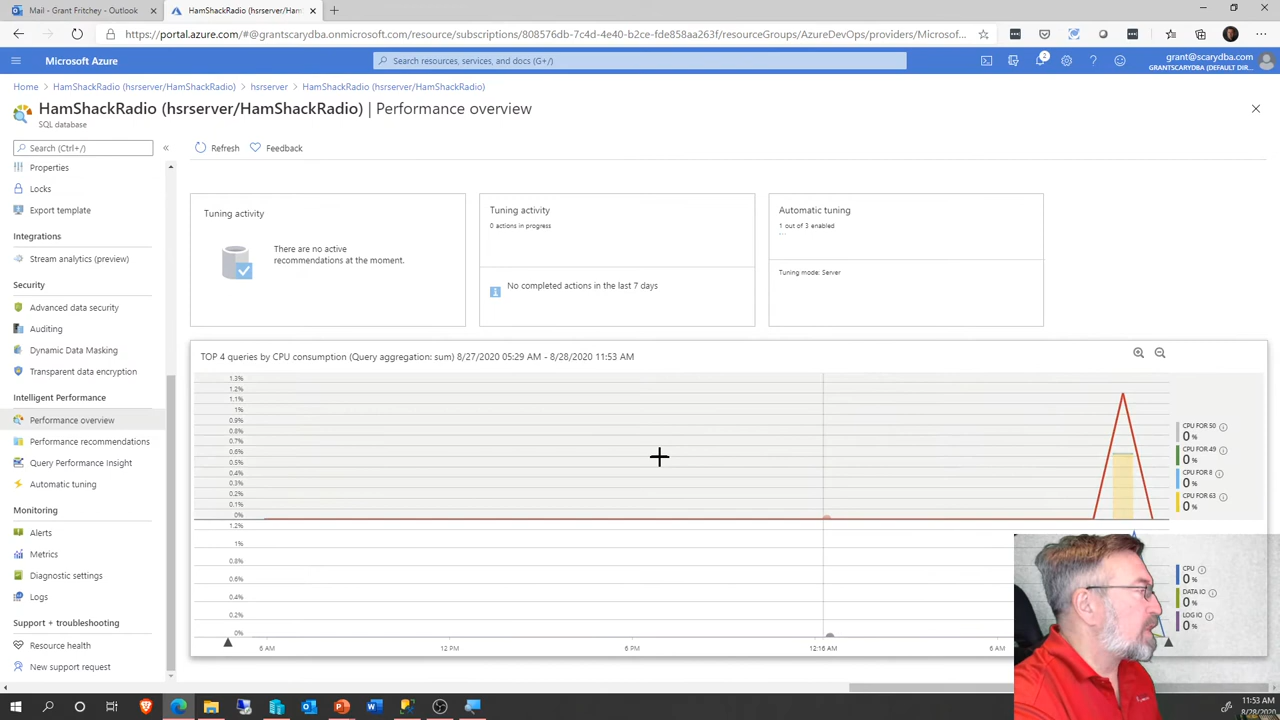 Mail - Grant Fritchey - Outlook
HamShackRadio (hsrserver/Ham
https://portal.azure.com/#@grantscarydba.onmicrosoft.com/resource/subscriptions/808576db-7c4d-4e40-b2ce-fde858aa263f/resourceGroups/AzureDevOps/providers/Microsof...
Microsoft Azure
Search resources, services, and docs (G+/)
2
grant@scarydba.com
GRANTSCARYDBA (DEFAULT DIR...
Home > HamShackRadio (hsrserver/HamShackRadio) > hsrserver > HamShackRadio (hsrserver/HamShackRadio)
HamShackRadio (hsrserver/HamShackRadio) | Performance overview
SQL database
Search (Ctrl+/)
«
Refresh
Feedback
Properties
Locks
Export template
Integrations
Stream analytics (preview)
Security
Advanced data security
Auditing
Dynamic Data Masking
Transparent data encryption
Intelligent Performance
Performance overview
Performance recommendations
Query Performance Insight
Automatic tuning
Monitoring
Alerts
Metrics
Diagnostic settings
Logs
Support + troubleshooting
Resource health
New support request
Tuning activity
There are no active
recommendations at the moment.
Tuning activity
0 actions in progress
No completed actions in the last 7 days
Automatic tuning
1 out of 3 enabled
Tuning mode: Server
TOP 4 queries by CPU consumption (Query aggregation: sum) 8/27/2020 05:29 AM - 8/28/2020 11:53 AM
1.3%
1.2%
1.1%
1%
0.9%
0.8%
0.7%
0.6%
0.5%
0.4%
0.3%
0.2%
0.1%
0%
CPU FOR 50
0 %
CPU FOR 49
0 %
CPU FOR 8
0 %
CPU FOR 63
0 %
1.2%
1%
0.8%
0.6%
0.4%
0.2%
0%
CPU
0 %
DATA IO
0 %
LOG IO
0 %
6 AM
12 PM
6 PM
12:16 AM
6 AM
11:53 AM
8/28/2020